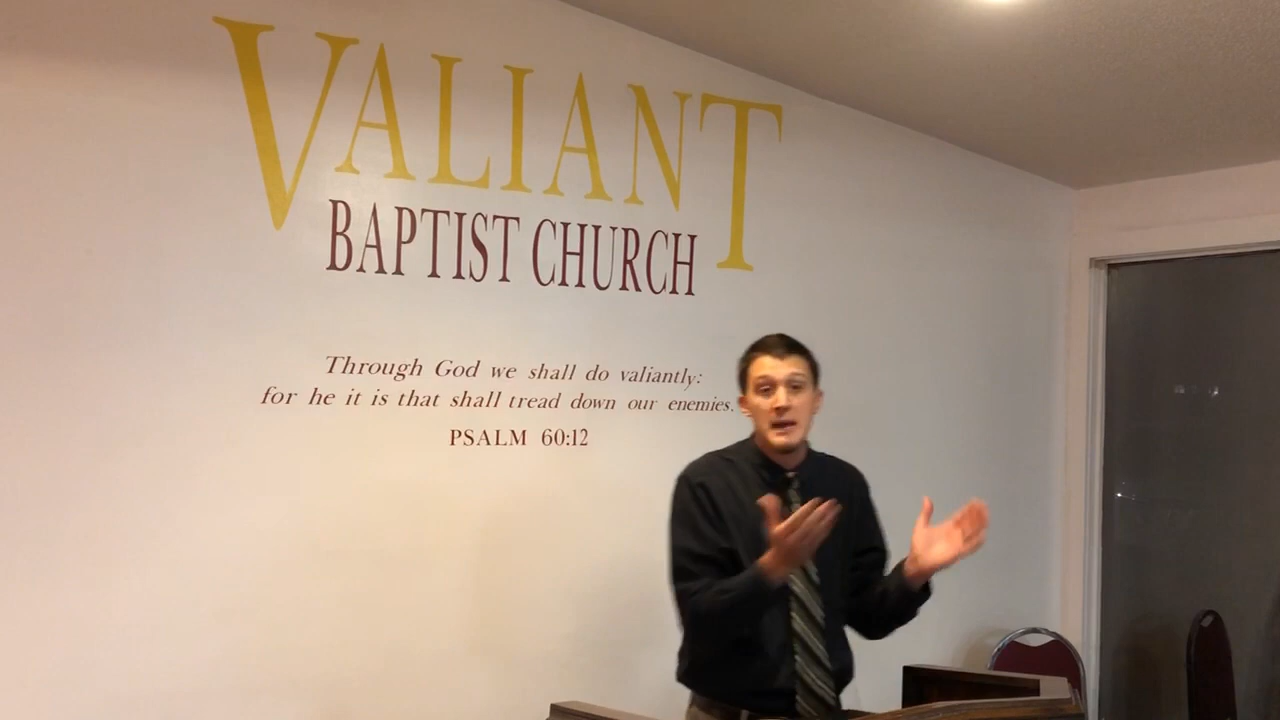 VALIANT
BAPTIST CHURCH
Through God we shall do valiantly:
for he it is that shall tread down our enemies.
PSALM 60:12